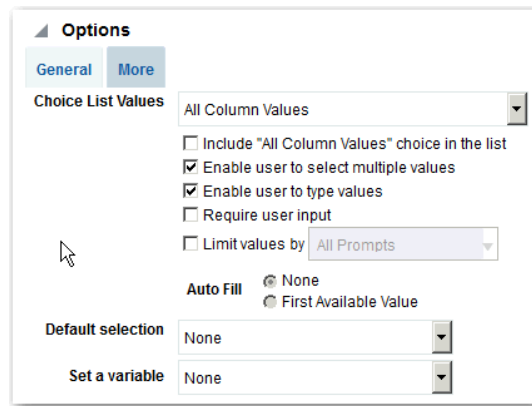 Options
General More
Choice List Values All Column Values
Include "All Column Values" choice in the list
Enable user to select multiple values
Enable user to type values
Require user input
Limit values by All Prompts
Auto Fill None
First Available Value
Default selection None
Set a variable None